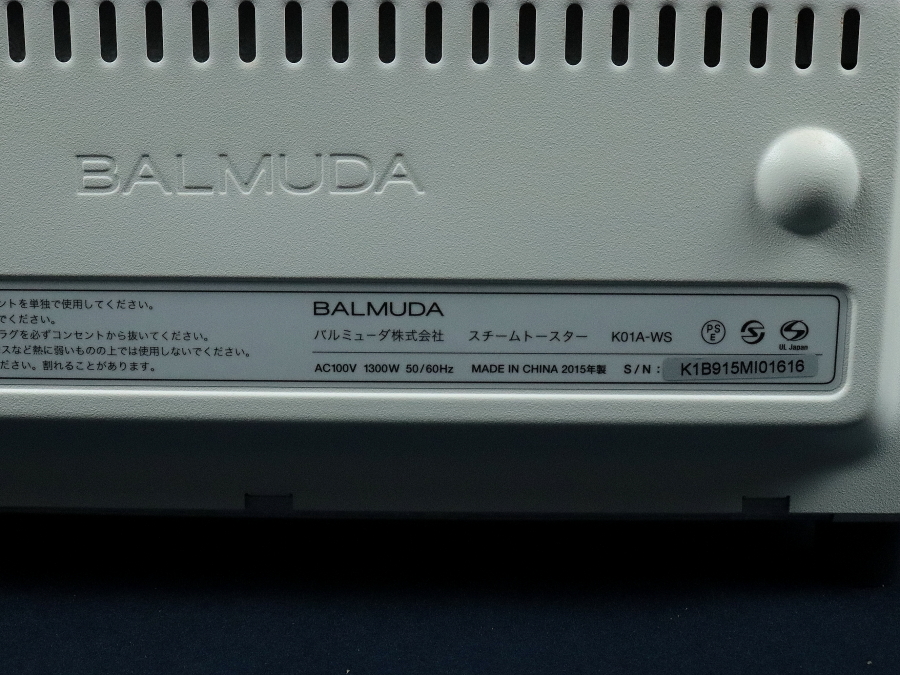 BALMUDA
ントを単独で使用してください。
でください。
ラグを必ずコンセントから抜いてください。
スなど熱に弱いものの上では使用しないでください。
ださい。割れることがあります。
BALMUDA
バルミューダ株式会社 スチームトースター K01A-WS
PS E
UL Japan
AC100V 1300W 50/60Hz MADE IN CHINA 2015年製 S/N : K1B915MI01616